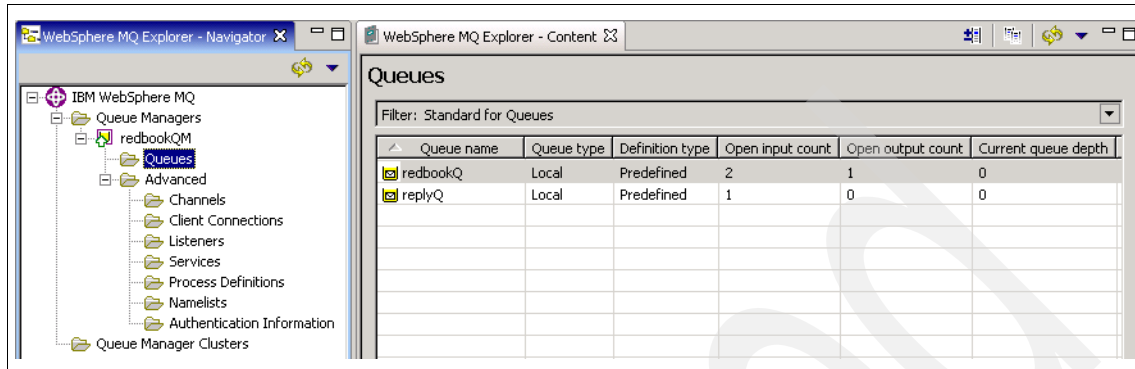 WebSphere MQ Explorer - Navigator
IBM WebSphere MQ
Queue Managers
redbookQM
Queues
Advanced
Channels
Client Connections
Listeners
Services
Process Definitions
Namelists
Authentication Information
Queue Manager Clusters
WebSphere MQ Explorer - Content
Queues
Filter: Standard for Queues
Queue name Queue type Definition type Open input count Open output count Current queue depth
redbookQ Local Predefined 2 1 0
replyQ Local Predefined 1 0 0